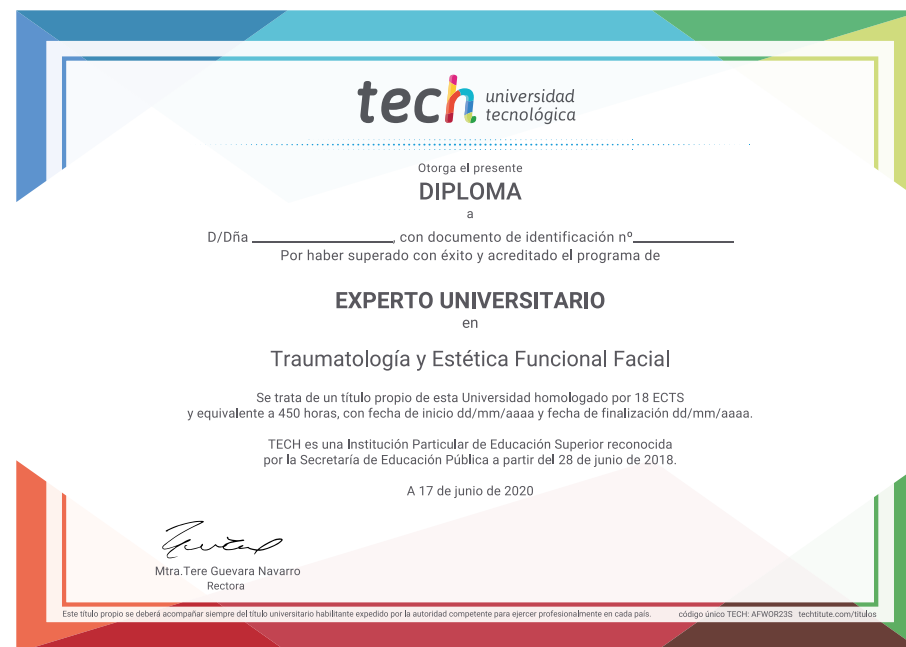 tech universidad
tecnológica
Otorga el presente
DIPLOMA
a
D/Dña ____________________, con documento de identificación nº______________
Por haber superado con éxito y acreditado el programa de
EXPERTO UNIVERSITARIO
en
Traumatología y Estética Funcional Facial
Se trata de un título propio de esta Universidad homologado por 18 ECTS
y equivalente a 450 horas, con fecha de inicio dd/mm/aaaa y fecha de finalización dd/mm/aaaa.
TECH es una Institución Particular de Educación Superior reconocida
por la Secretaría de Educación Pública a partir del 28 de junio de 2018.
A 17 de junio de 2020
Mtra.Tere Guevara Navarro
Rectora
Este título propio se deberá acompañar siempre del título universitario habilitante expedido por la autoridad competente para ejercer profesionalmente en cada país. código único TECH: AFWOR23S techtitute.com/titulos